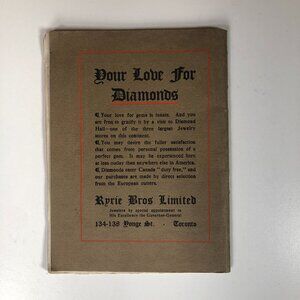 Your Love For
Diamonds
¶ Your love for gems is innate. And you
are free to gratify it by a visit to Diamond
Hall—one of the three largest Jewelry
stores on this continent.
¶ You may desire the fuller satisfaction
that comes from personal possession of a
perfect gem. It may be experienced here
at less outlay than anywhere else in America.
¶ Diamonds enter Canada "duty free," and
our purchases are made by direct selection
from the European cutters.
Ryrie Bros Limited
Jewelers by special appointment to
His Excellence the Governor-General
134-138 Yonge St. - Toronto